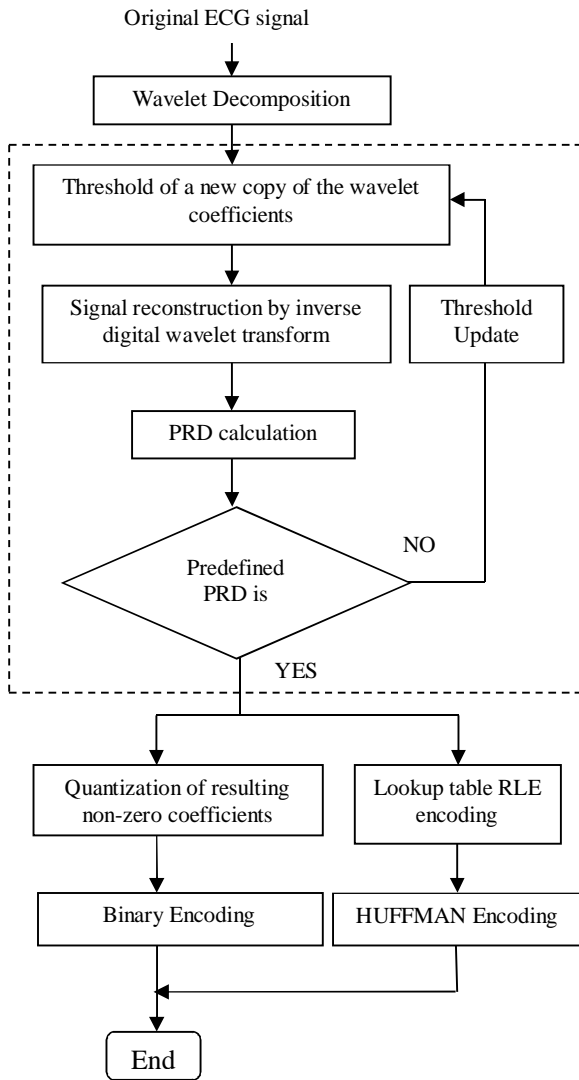 Original ECG signal
Wavelet Decomposition
Threshold of a new copy of the wavelet
coefficients
Signal reconstruction by inverse
digital wavelet transform
Threshold
Update
PRD calculation
NO
Predefined
PRD is
YES
Quantization of resulting
non-zero coefficients
Lookup table RLE
encoding
Binary Encoding
HUFFMAN Encoding
End